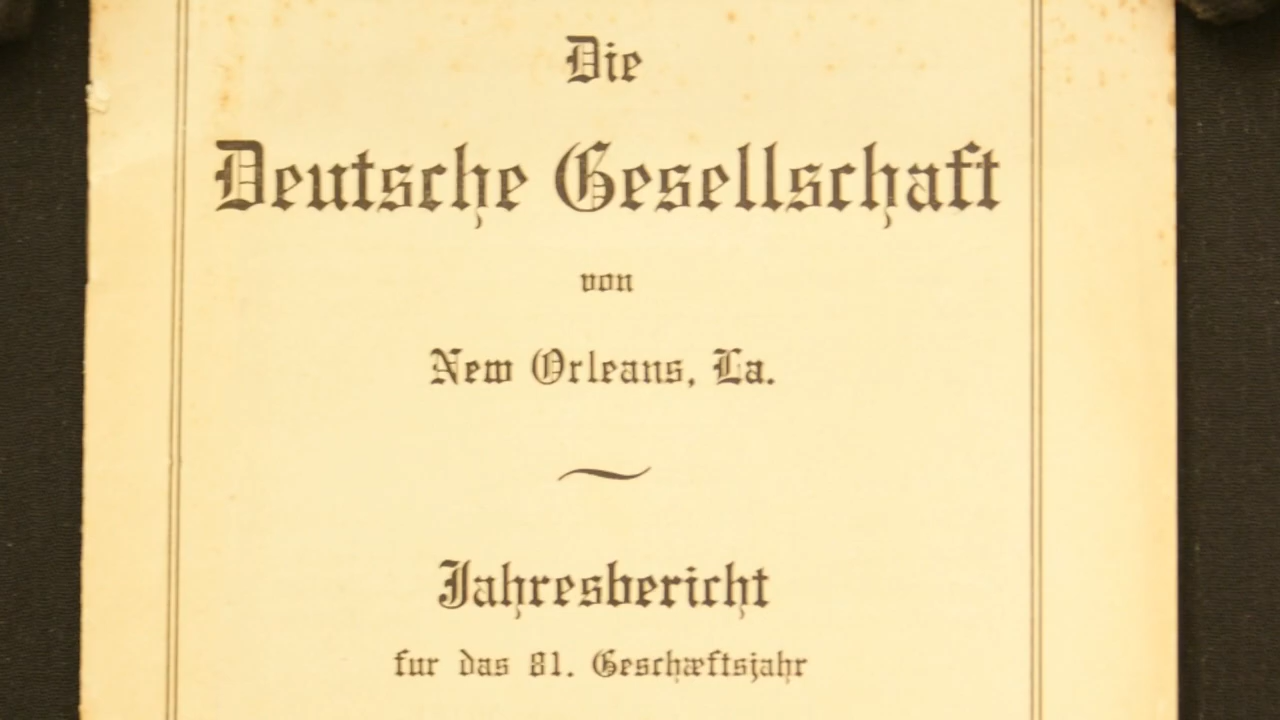 Die
Deutsche Gesellschaft
von
New Orleans, La.
Jahresbericht
fur das 81. Geschæftsjahr